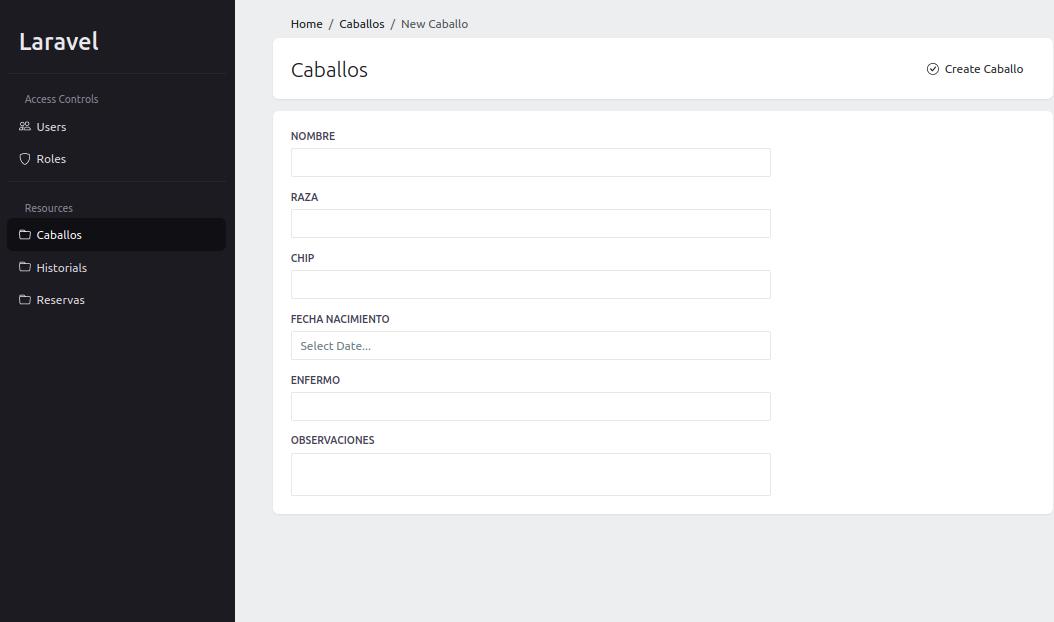 Laravel
Access Controls
Users
Roles
Resources
Caballos
Historials
Reservas
Home / Caballos / New Caballo
Caballos
Create Caballo
NOMBRE
RAZA
CHIP
FECHA NACIMIENTO
Select Date...
ENFERMO
OBSERVACIONES